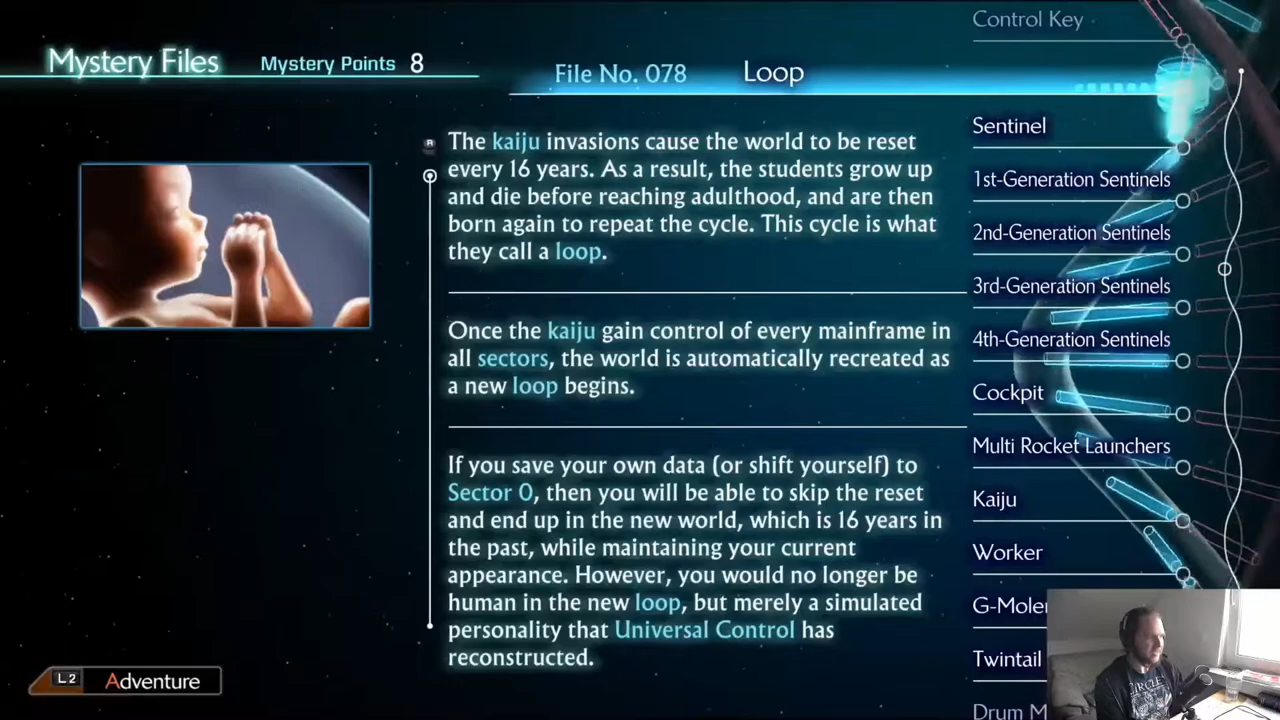 Control Key
Mystery Files
Mystery Points 8
File No. 078
Loop
The kaiju invasions cause the world to be reset
every 16 years. As a result, the students grow up
and die before reaching adulthood, and are then
born again to repeat the cycle. This cycle is what
they call a loop.
Once the kaiju gain control of every mainframe in
all sectors, the world is automatically recreated as
a new loop begins.
If you save your own data (or shift yourself) to
Sector 0, then you will be able to skip the reset
and end up in the new world, which is 16 years in
the past, while maintaining your current
appearance. However, you would no longer be
human in the new loop, but merely a simulated
personality that Universal Control has
reconstructed.
Sentinel
1st-Generation Sentinels
2nd-Generation Sentinels
3rd-Generation Sentinels
4th-Generation Sentinels
Cockpit
Multi Rocket Launchers
Kaiju
Worker
G-Moler
Twintail
Drum M
L2 Adventure
R
CIRCLE